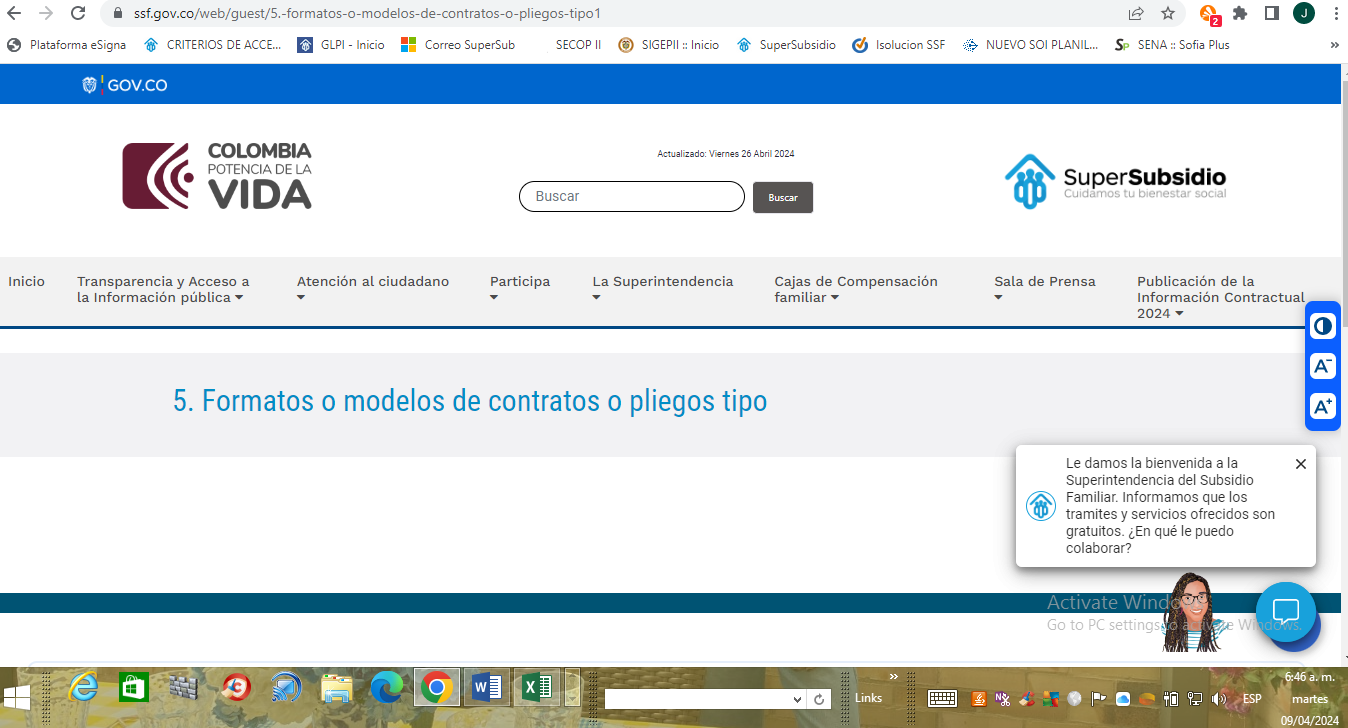 ssf.gov.co/web/guest/5.-formatos-o-modelos-de-contratos-o-pliegos-tipo1
2
J
Plataforma eSigna
CRITERIOS DE ACCE...
GLPI - Inicio
Correo SuperSub
SECOP II
SIGEPII :: Inicio
SuperSubsidio
Isolucion SSF
NUEVO SOI PLANIL...
SENA :: Sofia Plus
»
GOV.CO
COLOMBIA
POTENCIA DE LA
VIDA
Actualizado: Viernes 26 Abril 2024
Buscar
Buscar
SuperSubsidio
Cuidamos tu bienestar social
Inicio
Transparencia y Acceso a
la Información pública
Atención al ciudadano
Participa
La Superintendencia
Cajas de Compensación
familiar
Sala de Prensa
Publicación de la
Información Contractual
2024
A-
A+
5. Formatos o modelos de contratos o pliegos tipo
Le damos la bienvenida a la
Superintendencia del Subsidio
Familiar. Informamos que los
tramites y servicios ofrecidos son
gratuitos. ¿En qué le puedo
colaborar?
Activate Windows
Go to PC settings to activate Windows.
Links
»
ESP
6:46 a. m.
martes
09/04/2024